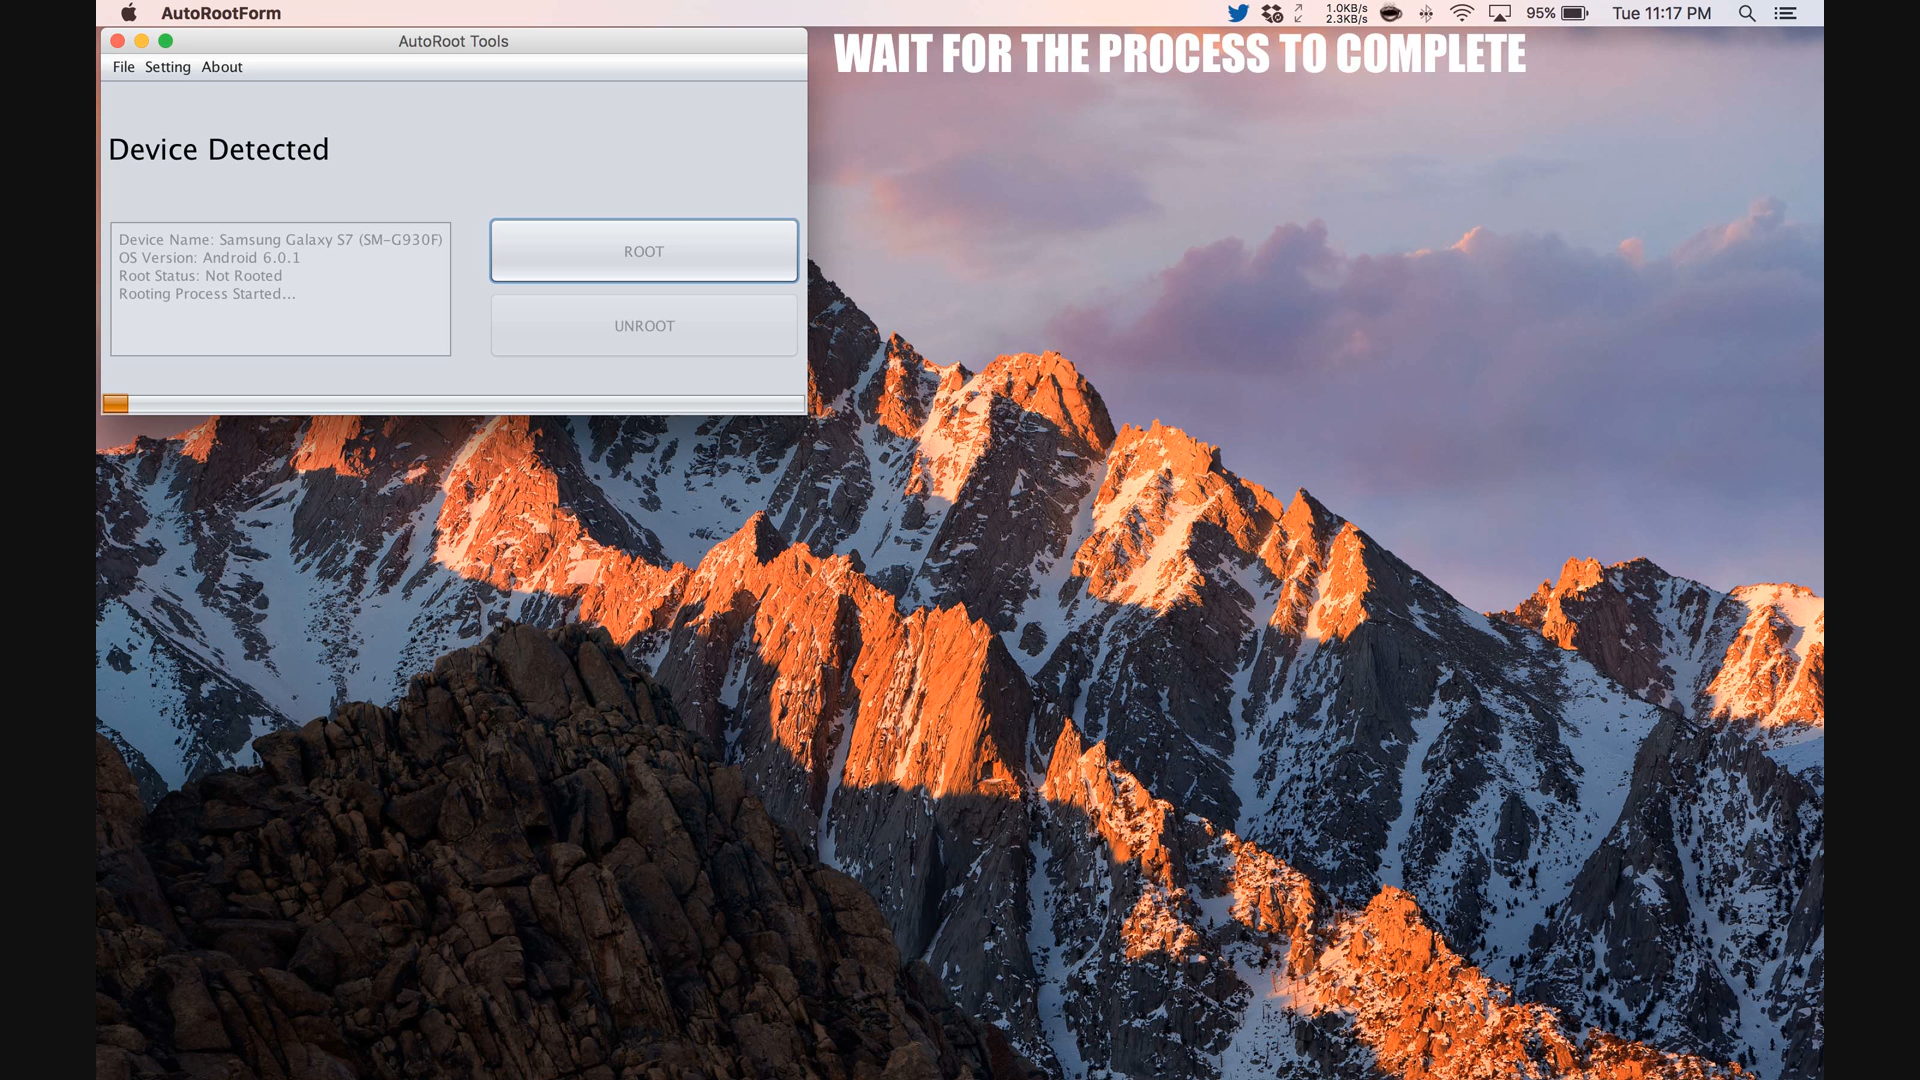 AutoRootForm
1.0KB/s
2.3KB/s
95%
Tue 11:17 PM
AutoRoot Tools
WAIT FOR THE PROCESS TO COMPLETE
File Setting About
Device Detected
Device Name: Samsung Galaxy S7 (SM-G930F)
OS Version: Android 6.0.1
Root Status: Not Rooted
Rooting Process Started...
ROOT
UNROOT